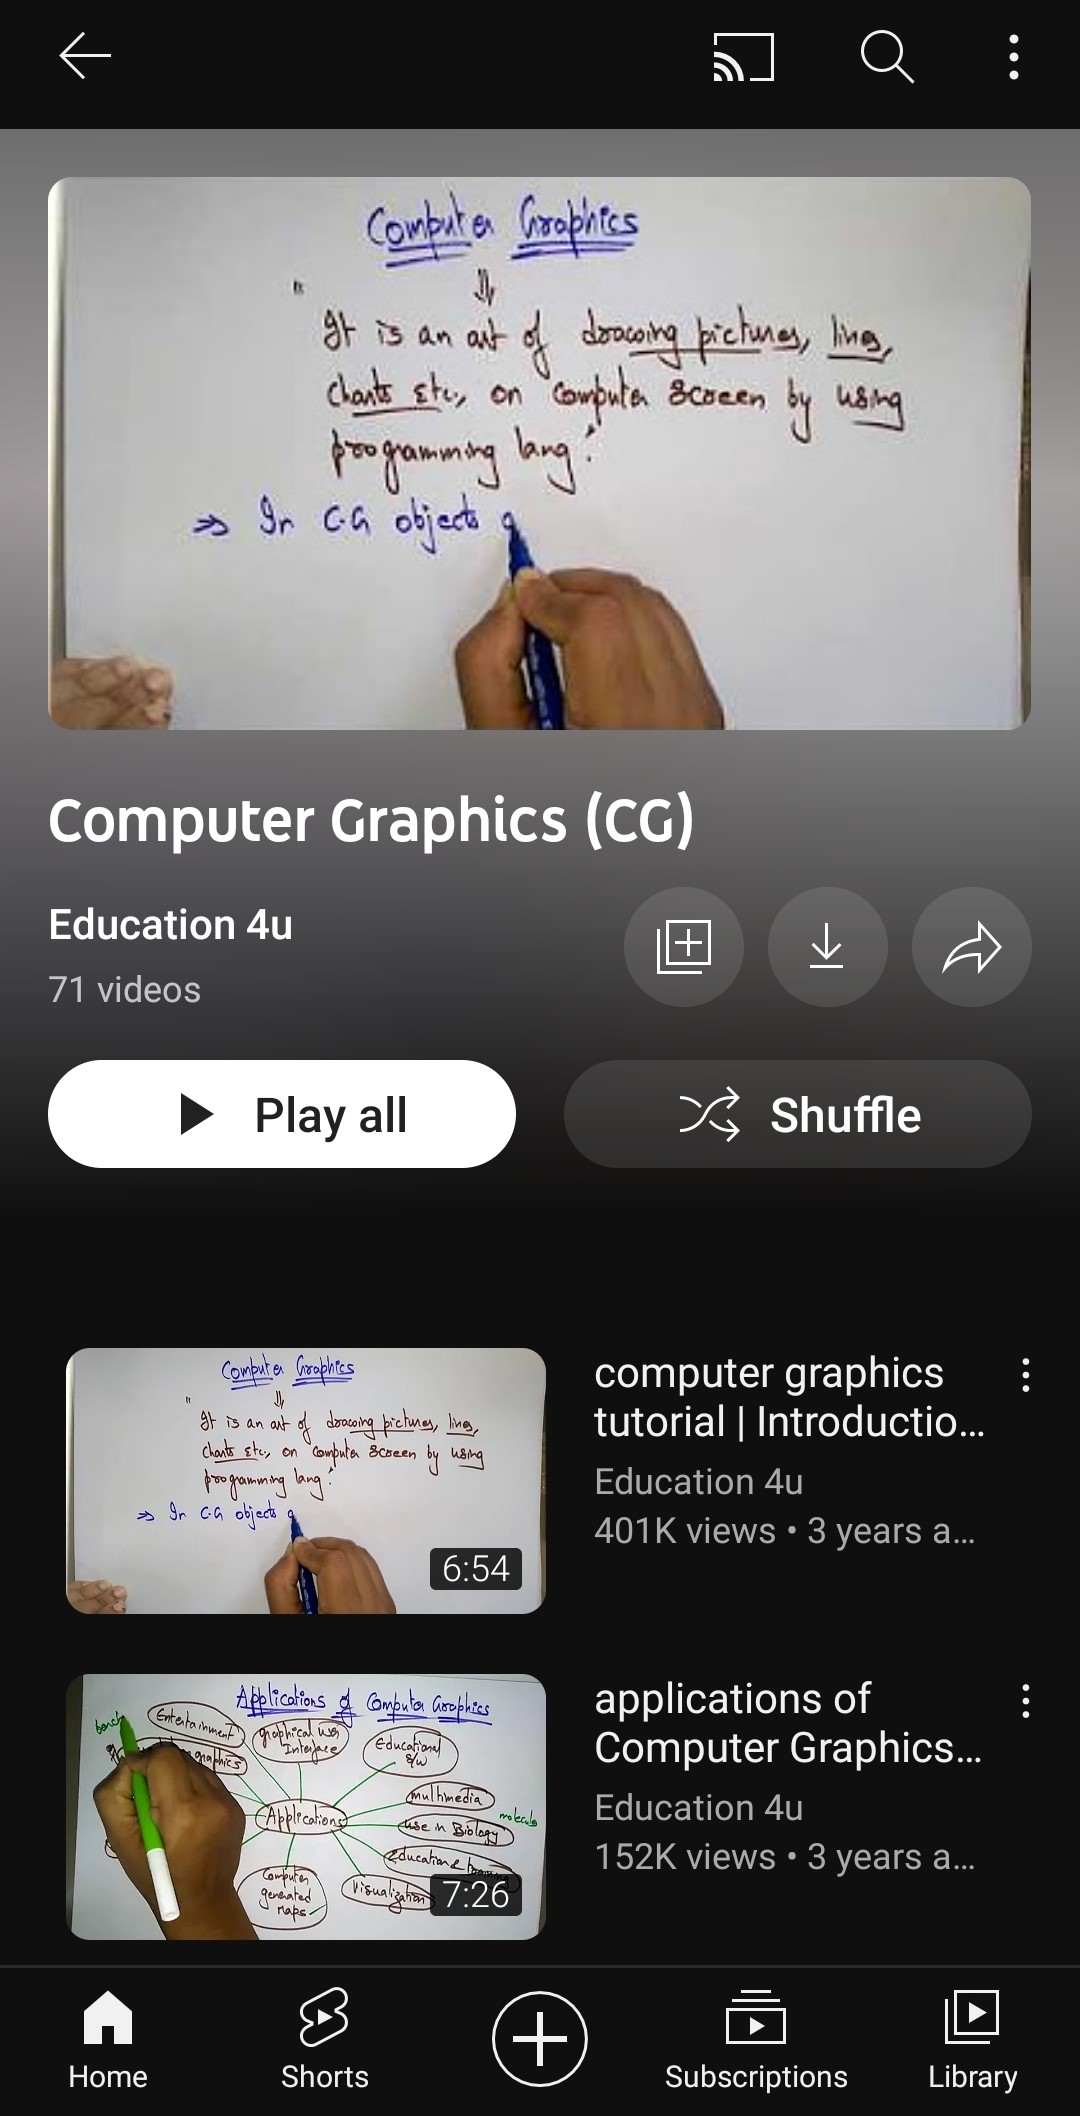 Computer Graphics
"
It is an art of drawing pictures, lines,
charts etc., on computer screen by using
programming lang".
⇒ In C.G objects
Computer Graphics (CG)
Education 4u
71 videos
Play all
Shuffle
Computer Graphics
"
It is an art of drawing pictures, lines,
charts etc., on computer screen by using
programming lang".
⇒ In C.G objects
6:54
computer graphics
tutorial | Introductio...
Education 4u
401K views • 3 years a...
Applications of Computer Graphics
Entertainment
graphical user
Interface
Educational
S/W
graphics
multimedia
Applications
use in Biology
education & training
Computer
generated
maps
Visualization
7:26
applications of
Computer Graphics...
Education 4u
152K views • 3 years a...
Home
Shorts
Subscriptions
Library